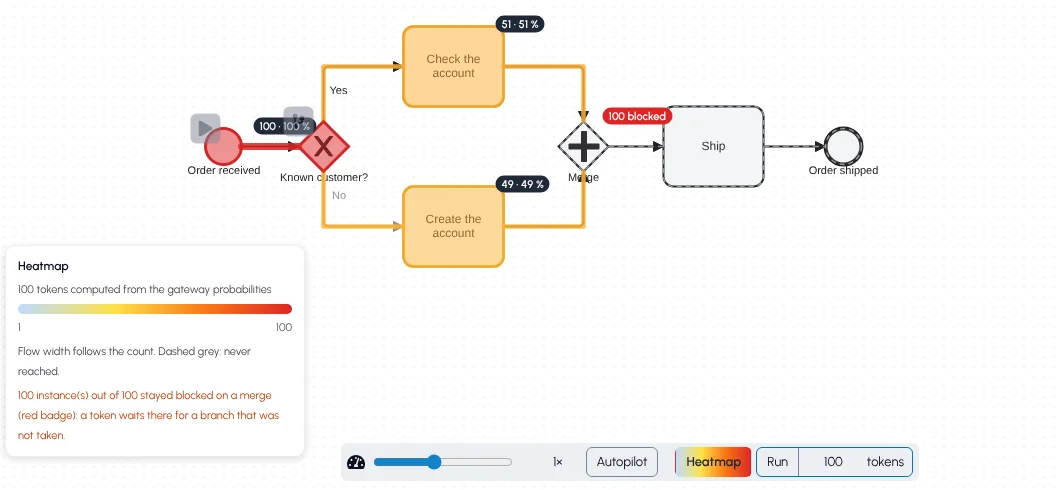 51 · 51 %
Check the
account
Yes
100 · 100 %
X
100 blocked
Ship
Order received
Known customer?
Merge
Order shipped
No
49 · 49 %
Create the
account
Heatmap
100 tokens computed from the gateway probabilities
1 100
Flow width follows the count. Dashed grey: never
reached.
100 instance(s) out of 100 stayed blocked on a merge
(red badge): a token waits there for a branch that was
not taken.
1× Autopilot Heatmap Run 100 tokens